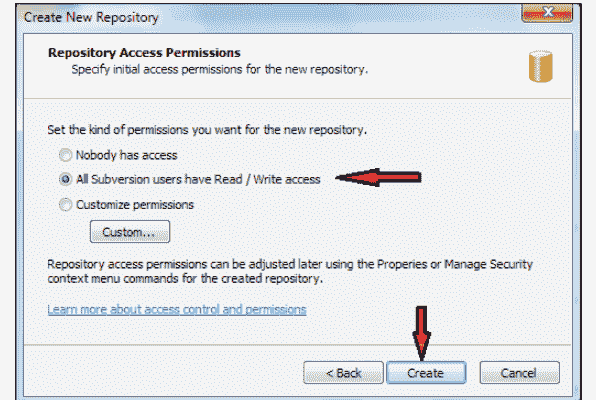 Create New Repository
Repository Access Permissions
Specify initial access permissions for the new repository.
Set the kind of permissions you want for the new repository.
Nobody has access
All Subversion users have Read / Write access
Customize permissions
Custom...
Repository access permissions can be adjusted later using the Properies or Manage Security
context menu commands for the created repository.
Learn more about access control and permissions
< Back Create Cancel